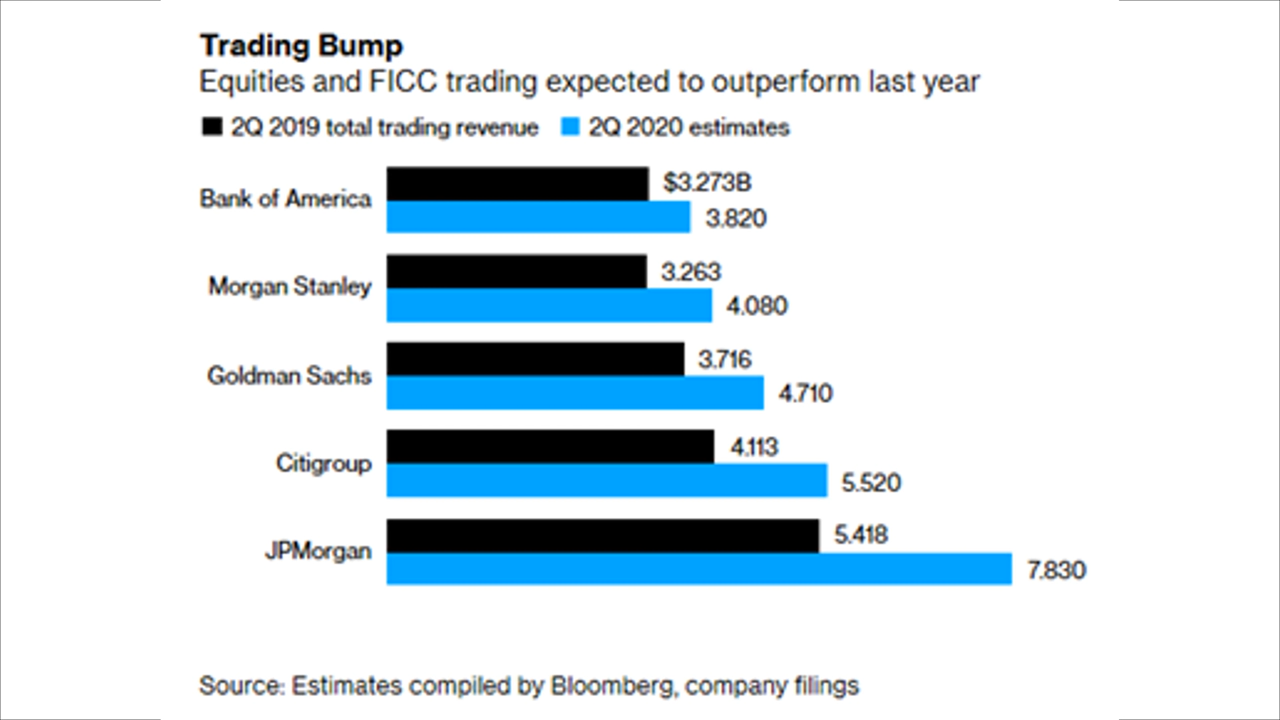 Trading Bump
Equities and FICC trading expected to outperform last year
2Q 2019 total trading revenue 2Q 2020 estimates
Bank of America
$3.273B
3.820
Morgan Stanley
3.263
4.080
Goldman Sachs
3.716
4.710
Citigroup
4.113
5.520
JPMorgan
5.418
7.830
Source: Estimates compiled by Bloomberg, company filings